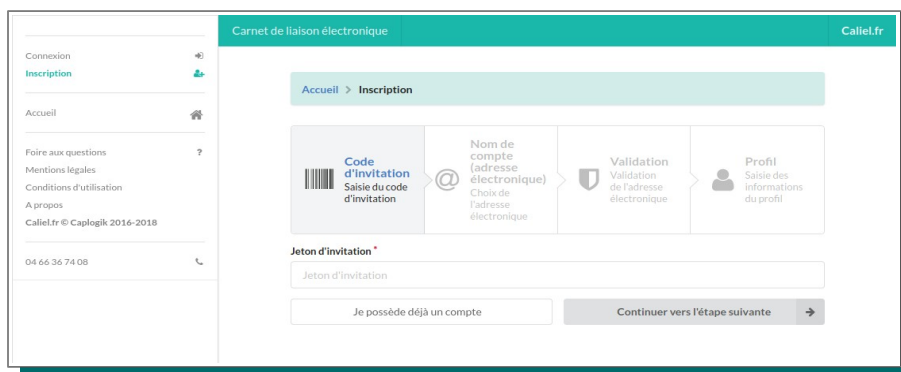 Carnet de liaison électronique
Caliel.fr
Connexion
Inscription
Accueil
Foire aux questions ?
Mentions légales
Conditions d'utilisation
A propos
Caliel.fr © Caplogik 2016-2018
04 66 36 74 08
Accueil > Inscription
Code
d'invitation
Saisie du code
d'invitation
@
Nom de
compte
(adresse
électronique)
Choix de
l'adresse
électronique
Validation
Validation
de l'adresse
électronique
Profil
Saisie des
informations
du profil
Jeton d'invitation *
Jeton d'invitation
Je possède déjà un compte
Continuer vers l'étape suivante